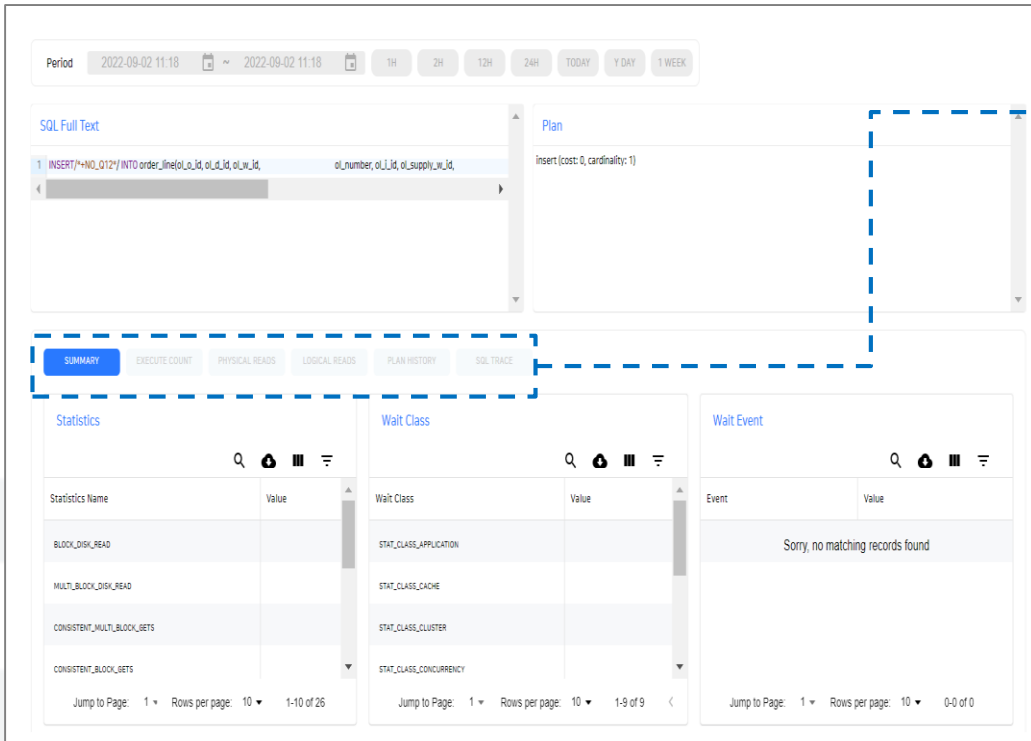 Period 2022-09-02 11:18 ~ 2022-09-02 11:18 1H 2H 12H 24H TODAY Y DAY 1 WEEK
SQL Full Text
1 INSERT/*+NO_Q12*/ INTO order_line(ol_o_id, ol_d_id, ol_w_id, ol_number, ol_i_id, ol_supply_w_id,
Plan
insert (cost: 0, cardinality: 1)
SUMMARY EXECUTE COUNT PHYSICAL READS LOGICAL READS PLAN HISTORY SQL TRACE
Statistics
Statistics Name Value
BLOCK_DISK_READ
MULTI_BLOCK_DISK_READ
CONSISTENT_MULTI_BLOCK_GETS
CONSISTENT_BLOCK_GETS
Jump to Page: 1 Rows per page: 10 1-10 of 26
Wait Class
Wait Class Value
STAT_CLASS_APPLICATION
STAT_CLASS_CACHE
STAT_CLASS_CLUSTER
STAT_CLASS_CONCURRENCY
Jump to Page: 1 Rows per page: 10 1-9 of 9
Wait Event
Event Value
Sorry, no matching records found
Jump to Page: 1 Rows per page: 10 0-0 of 0